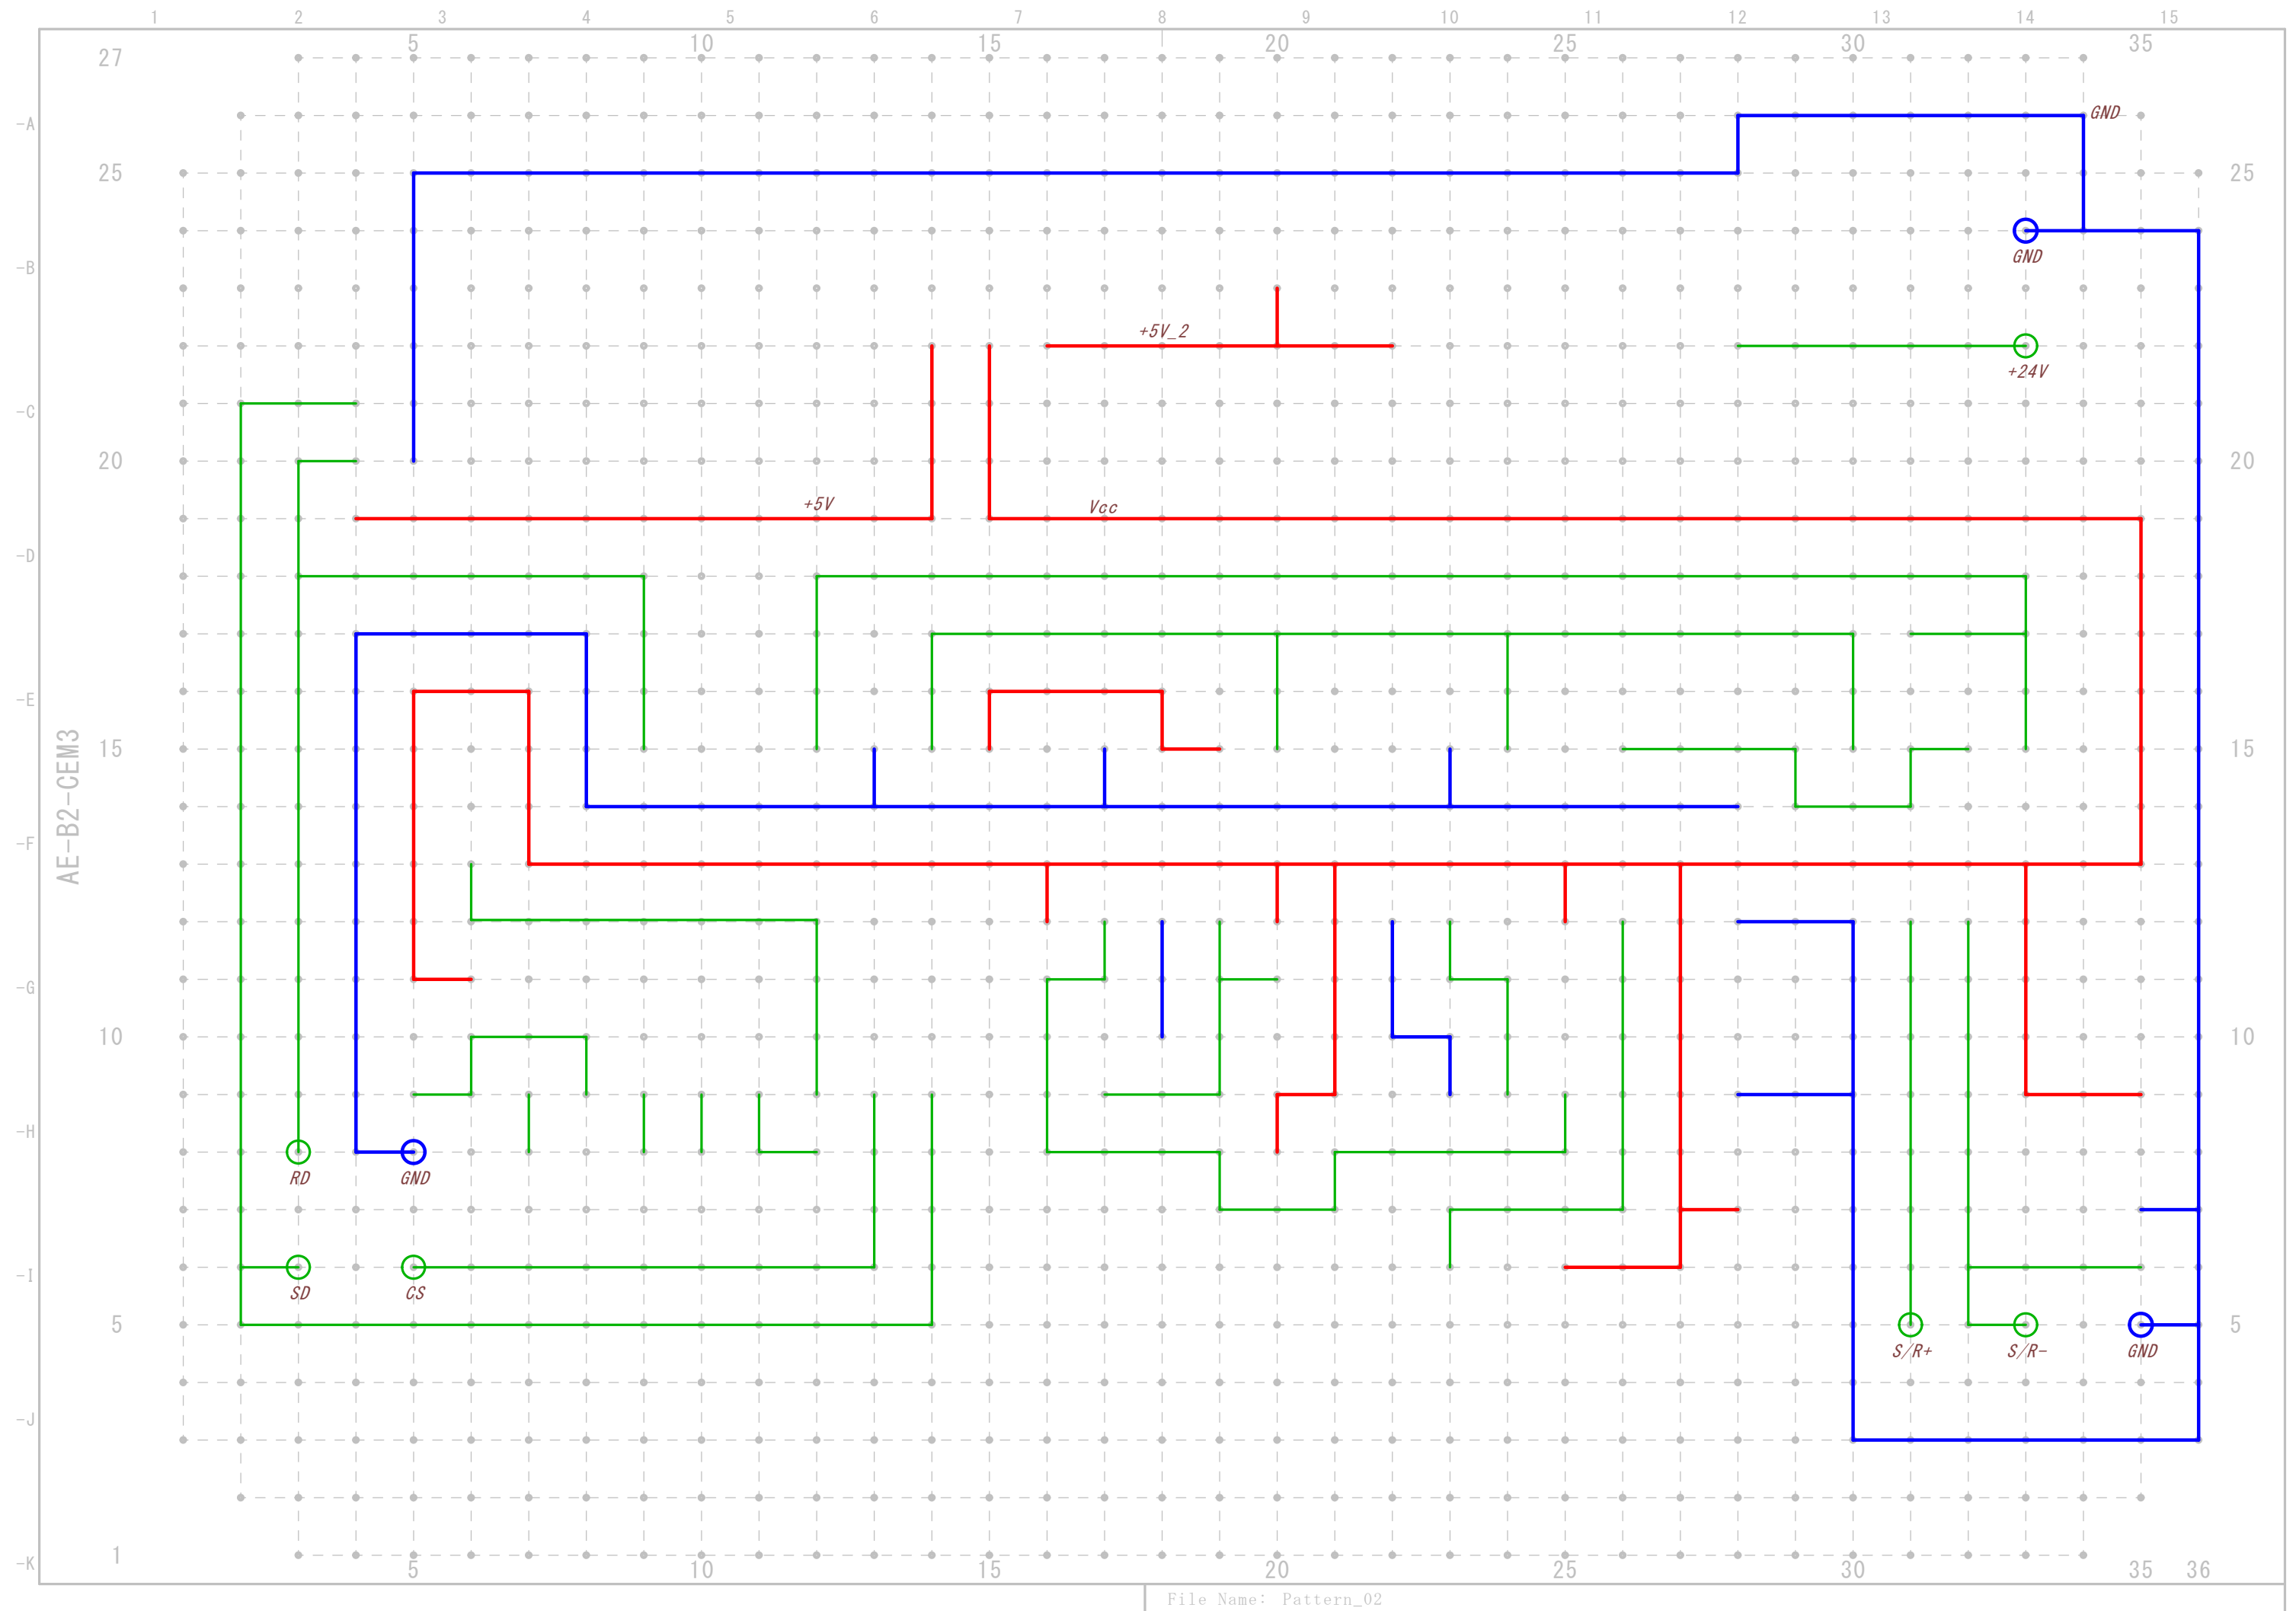 1 2 3 4 5 6 7 8 9 10 11 12 13 14 15
5 10 15 20 25 30 35
27
-A
GND
25 25
-B
GND
+5V_2
+24V
-C
20 20
+5V
Vcc
-D
-E
AE-B2-CEM3
15
-F
-G
10 10
-H
RD GND
-I
SD CS
5 5
S/R+ S/R- GND
-J
-K
1
5 10 15 20 25 30 35 36
File Name: Pattern_02